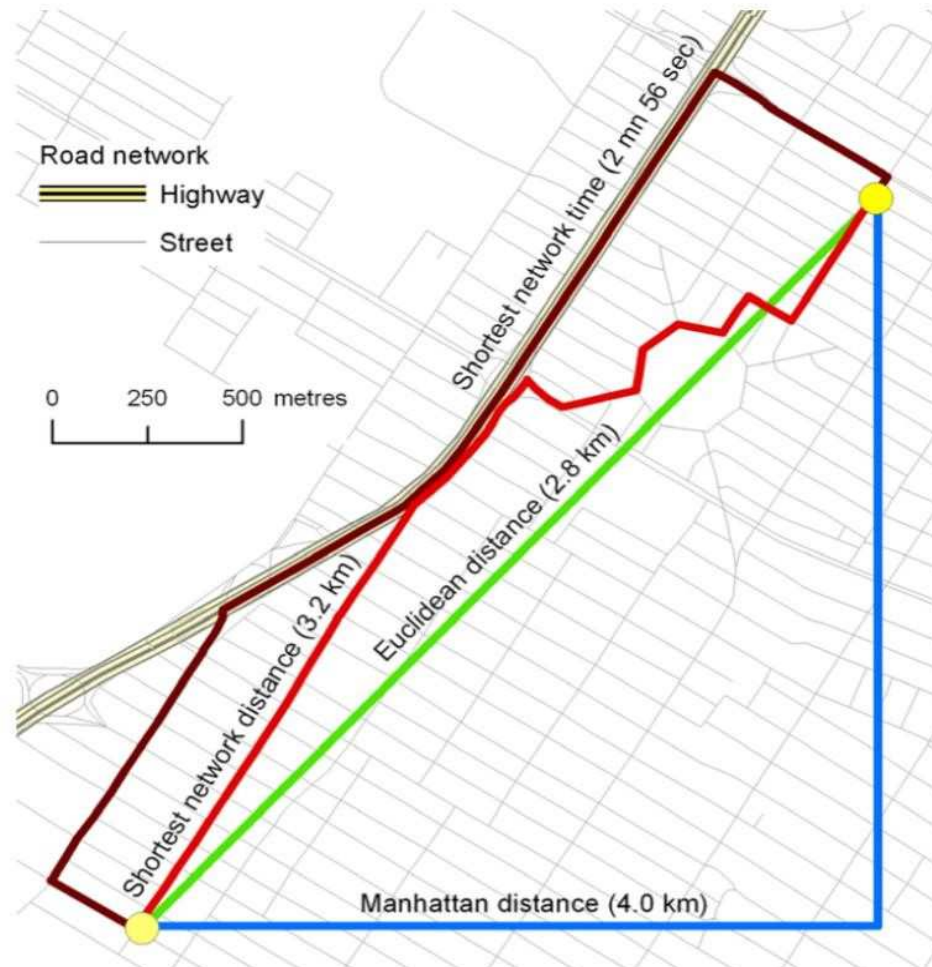 Road network
Highway
Street
0 250 500 metres
Shortest network time (2 mn 56 sec)
Shortest network distance (3.2 km)
Euclidean distance (2.8 km)
Manhattan distance (4.0 km)